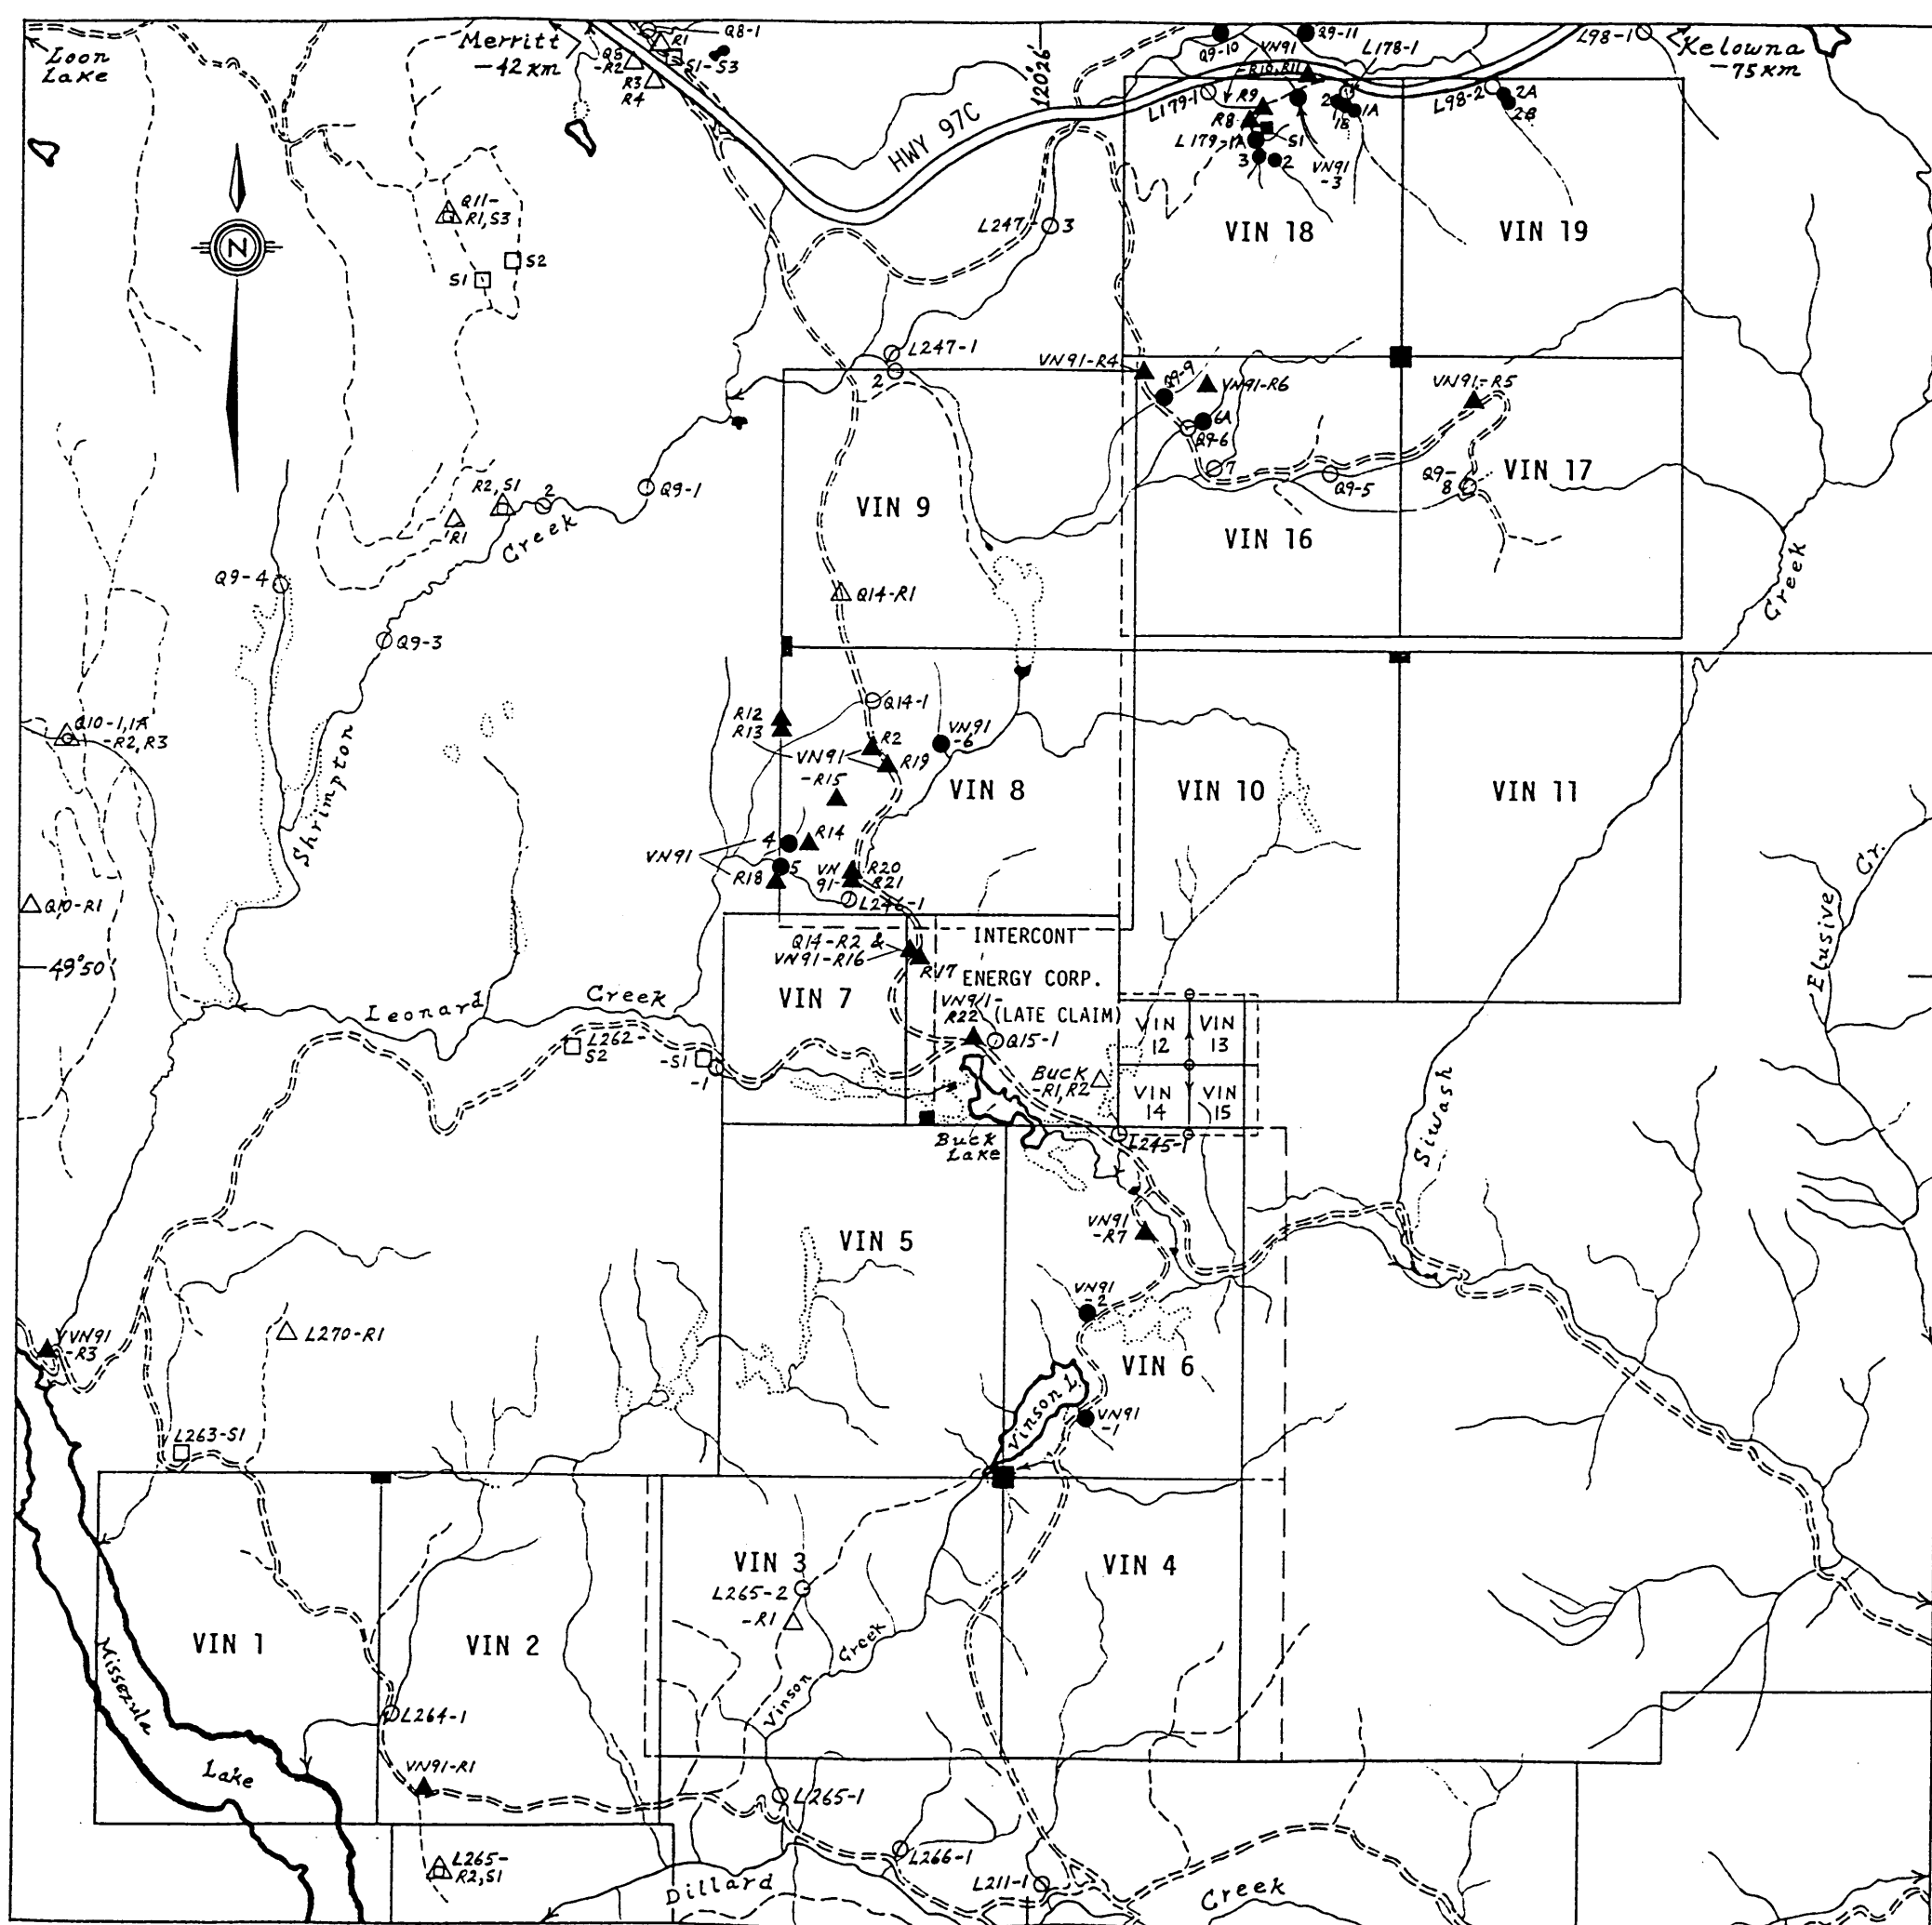 Loon
Lake
Merritt
-42 km
Q8-1
R1
Q8
-R2
S1-S3
R3
R4
120°26'
Q9-10
VN91
-R10,R11
Q9-11
L178-1
L98-1
Kelowna
-75 km
HWY 97C
L179-1
R9
R8
L179-1A
S1
3
2
VN91
-3
2
1B
1A
L98-2
2A
2B
Q11-
R1,S3
S1
S2
N
L247-
3
VIN 18
VIN 19
L247-1
2
VN91-R4
Q9-9
VN91-R6
VN91-R5
6A
Q9-6
7
Q9-5
Q9-
8
VIN 17
VIN 16
VIN 9
R2,S1
2
Q9-1
R1
Creek
Q9-4
Q9-3
Q14-R1
Creek
Q10-1,1A
-R2,R3
Shrimpton
R12
R13
Q14-1
R2
VN91
-6
VN91
R19
-R15
VIN 8
VIN 10
VIN 11
4
R14
VN91
5
R18
VN
91-
R20
R21
L246-1
Q10-R1
Elusive Cr.
49°50'
Q14-R2 &
VN91-R16
R17
INTERCONT
ENERGY CORP.
(LATE CLAIM)
VIN 7
VN91-
R22
Q15-1
Leonard Creek
L262-
S2
-S1
-1
Buck
-R1,R2
VIN
12
VIN
13
VIN
14
VIN
15
Buck
Lake
L245-1
Siwash
VIN 5
VN91
-R7
VN91
-2
VIN 6
VVN91
-R3
L270-R1
Vinson L.
VN91
-1
L263-S1
VIN 3
VIN 4
L265-2
-R1
VIN 1
VIN 2
Vinson Creek
Missezula
Lake
L264-1
VN91-R1
L265-1
L265-
R2,S1
L266-1
L211-1
Dillard Creek